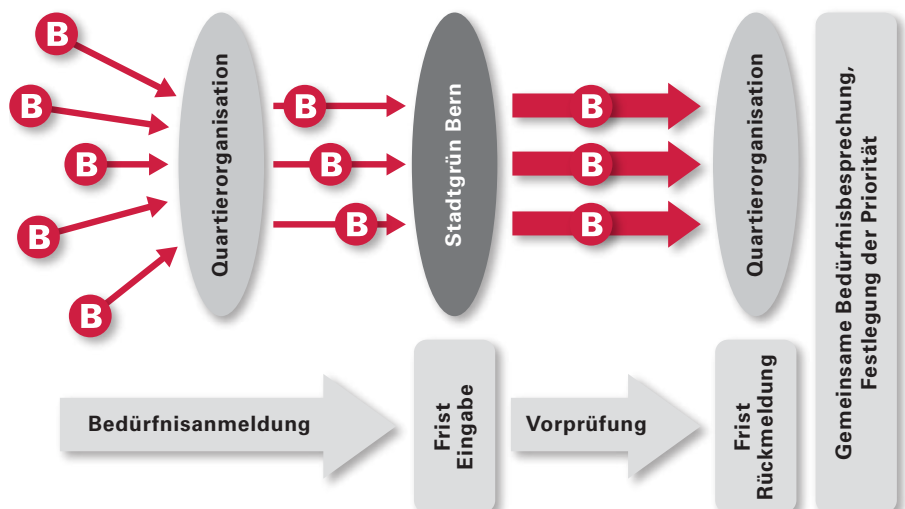 B
B
B
B
B
Quartierorganisation
B
B
B
Stadtgrün Bern
B
B
B
Quartierorganisation
Gemeinsame Bedürfnisbesprechung,
Festlegung der Priorität
Bedürfnisanmeldung
Frist
Eingabe
Vorprüfung
Frist
Rückmeldung